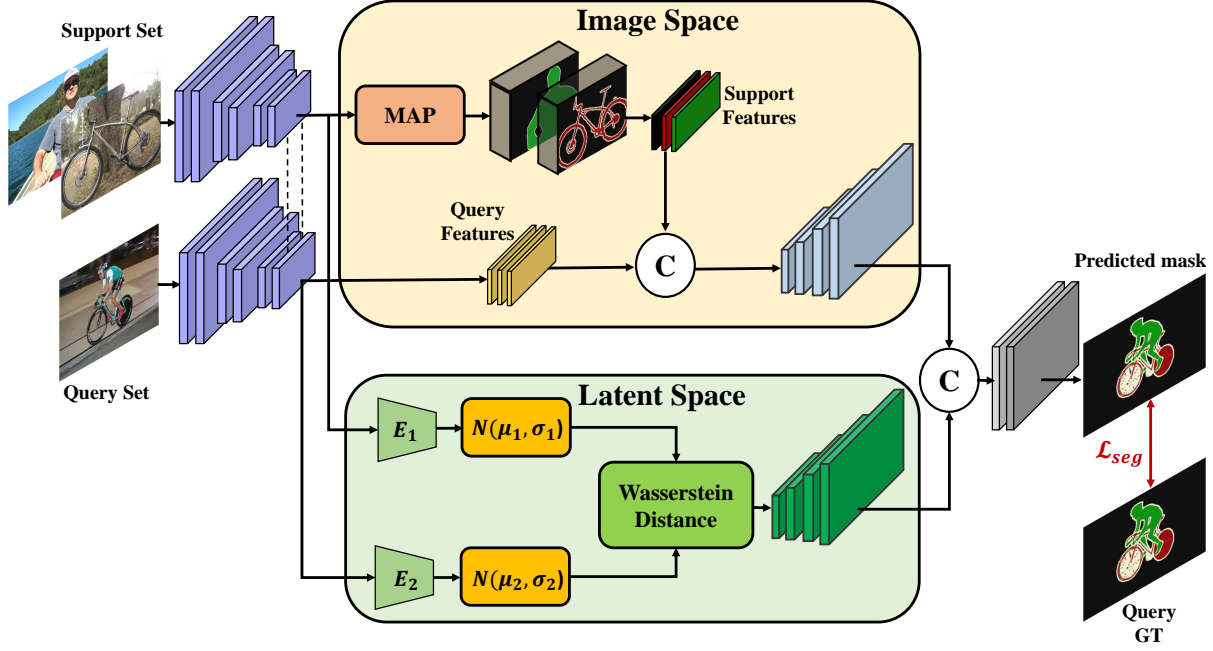 Support Set
Image Space
MAP
Support
Features
Query
Features
C
Query Set
Predicted mask
C
Latent Space
E₁
N(μ₁, σ₁)
Wasserstein
Distance
E₂
N(μ₂, σ₂)
ℒ_seg
Query
GT